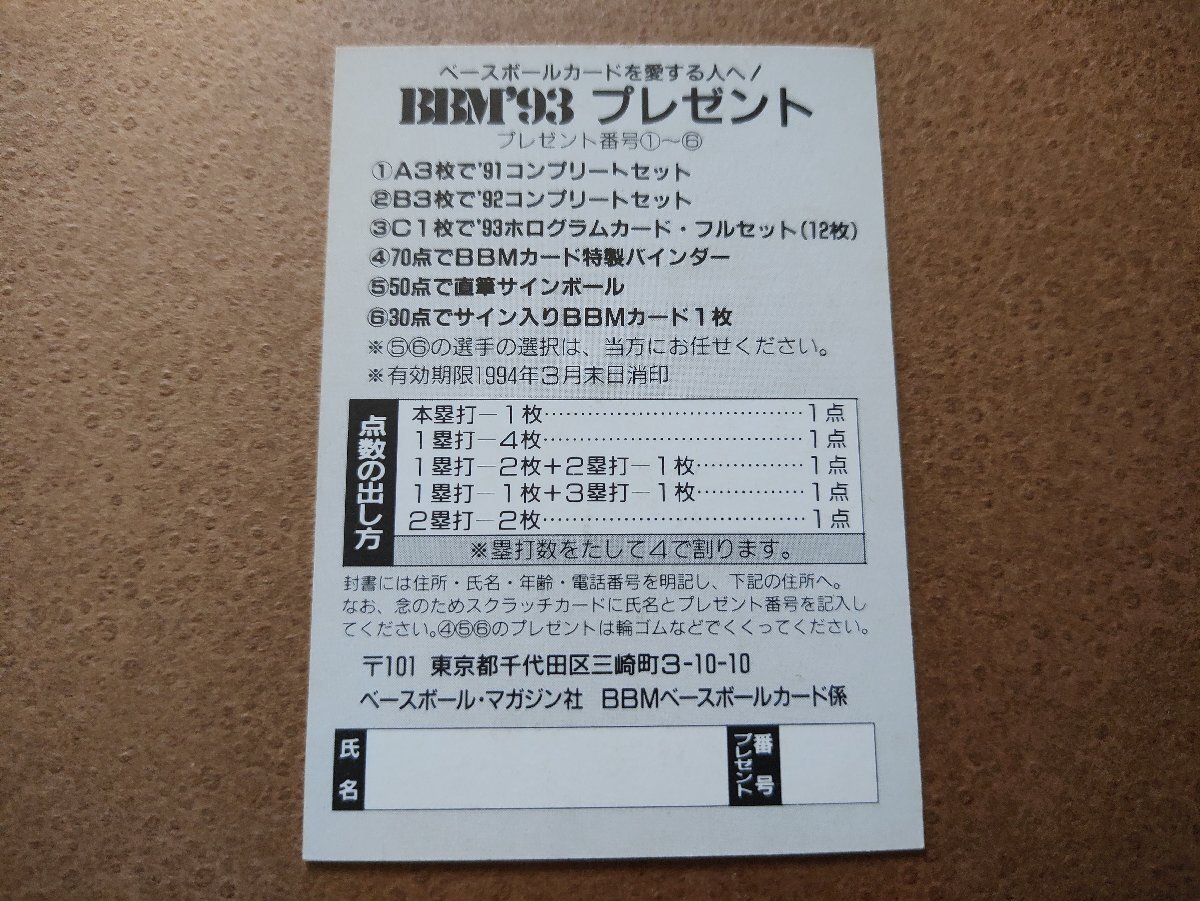 ベースボールカードを愛する人へ!
BBM'93 プレゼント
プレゼント番号①～⑥
①A3枚で'91コンプリートセット
②B3枚で'92コンプリートセット
③C1枚で'93ホログラムカード・フルセット(12枚)
④70点でBBMカード特製バインダー
⑤50点で直筆サインボール
⑥30点でサイン入りBBMカード1枚
※⑤⑥の選手の選択は、当方にお任せください。
※有効期限1994年3月末日消印
点数の出し方
本塁打―1枚…………………………………1点
1塁打―4枚…………………………………1点
1塁打―2枚+2塁打―1枚……………1点
1塁打―1枚+3塁打―1枚……………1点
2塁打―2枚…………………………………1点
※塁打数をたして4で割ります。
封書には住所・氏名・年齢・電話番号を明記し、下記の住所へ。
なお、念のためスクラッチカードに氏名とプレゼント番号を記入し
てください。④⑤⑥のプレゼントは輪ゴムなどでくくってください。
〒101 東京都千代田区三崎町3-10-10
ベースボール・マガジン社 BBMベースボールカード係
氏名
プレゼント番号